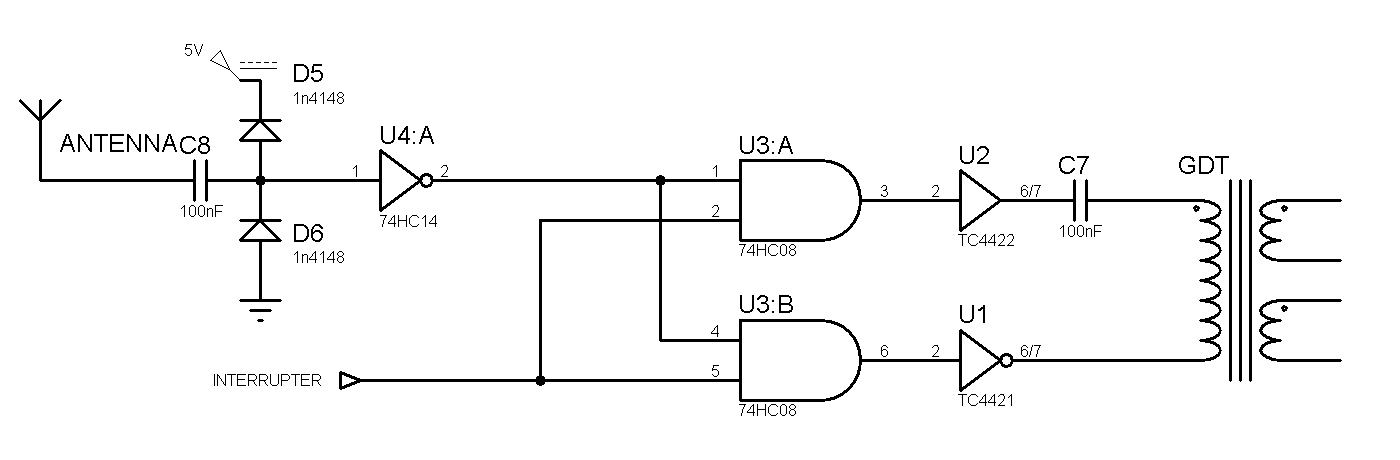 5V
D5
1n4148
ANTENNA
C8
100nF
D6
1n4148
U4:A
1
2
74HC14
U3:A
1
2
3
74HC08
U2
2
6/7
TC4422
C7
100nF
GDT
U3:B
4
5
6
74HC08
U1
2
6/7
TC4421
INTERRUPTER